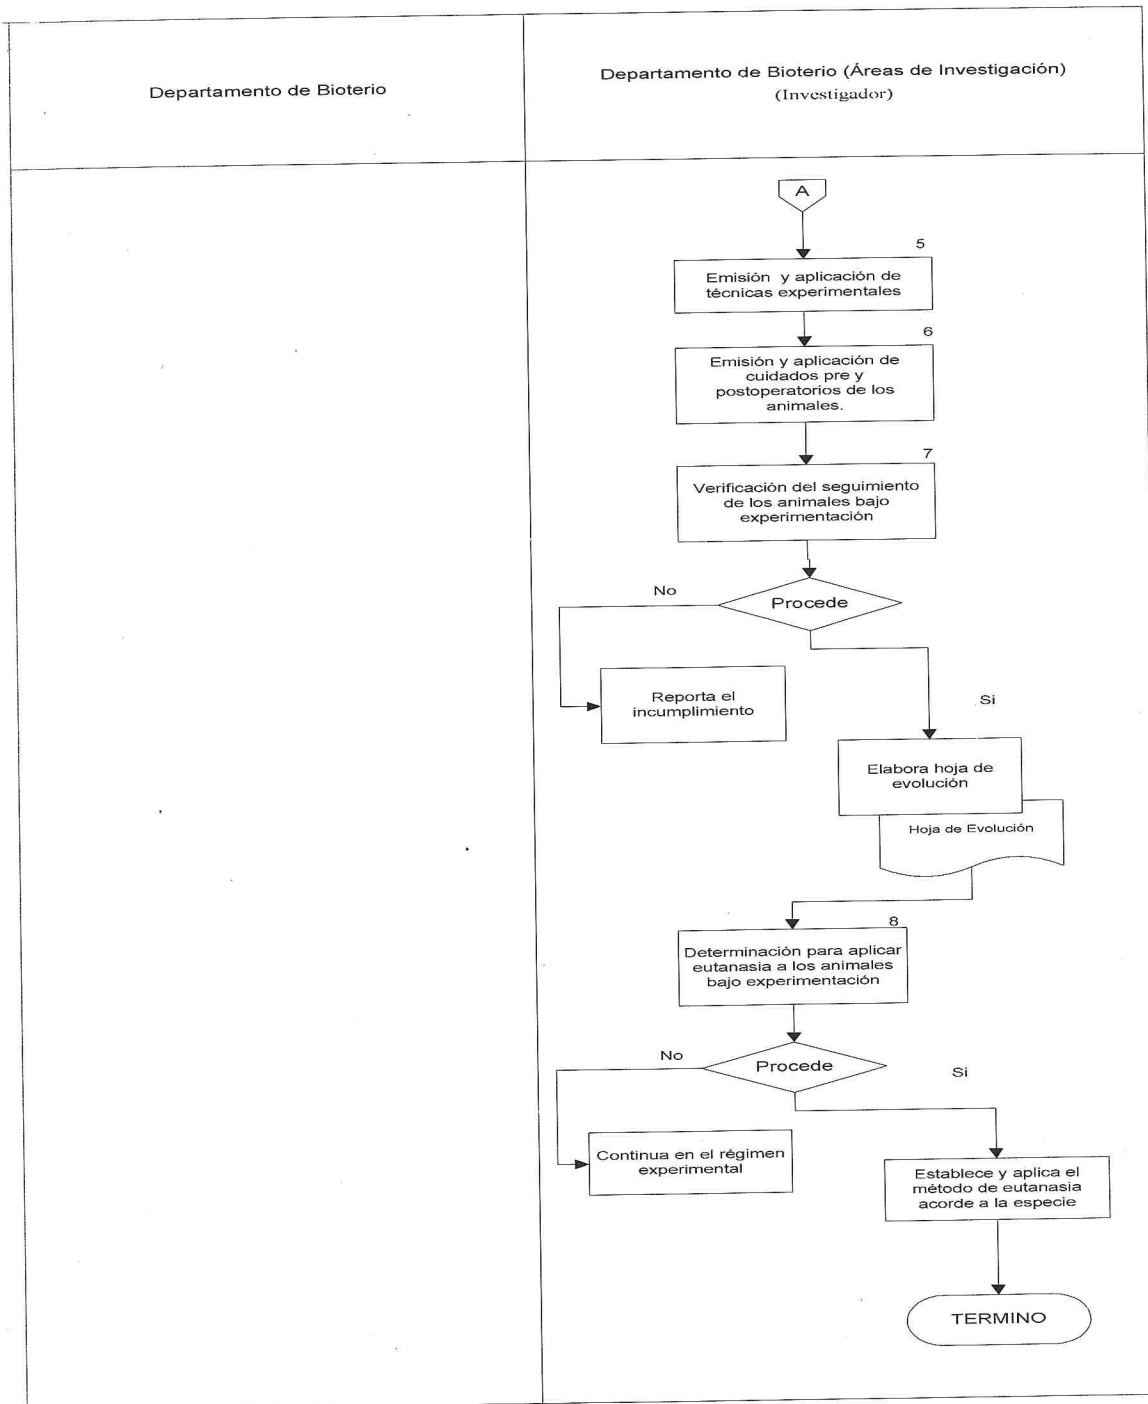 Departamento de Bioterio
Departamento de Bioterio (Áreas de Investigación)
(Investigador)
A
5
Emisión y aplicación de
técnicas experimentales
6
Emisión y aplicación de
cuidados pre y
postoperatorios de los
animales.
7
Verificación del seguimiento
de los animales bajo
experimentación
Procede
No
Si
Reporta el
incumplimiento
Elabora hoja de
evolución
Hoja de Evolución
8
Determinación para aplicar
eutanasia a los animales
bajo experimentación
Procede
No
Si
Continua en el régimen
experimental
Establece y aplica el
método de eutanasia
acorde a la especie
TERMINO